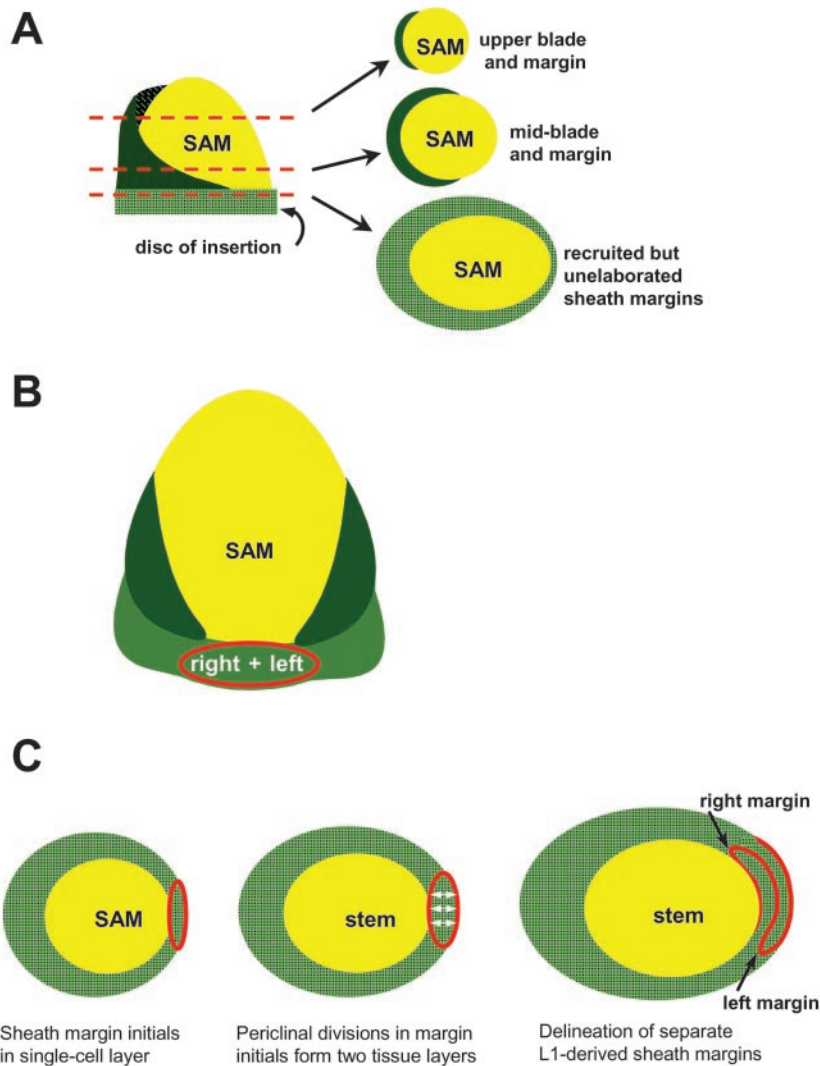 A
SAM
upper blade
and margin
SAM
SAM
mid-blade
and margin
disc of insertion
SAM
recruited but
unelaborated
sheath margins
B
SAM
right + left
C
right margin
SAM
stem
stem
left margin
Sheath margin initials
in single-cell layer
Periclinal divisions in margin
initials form two tissue layers
Delineation of separate
L1-derived sheath margins